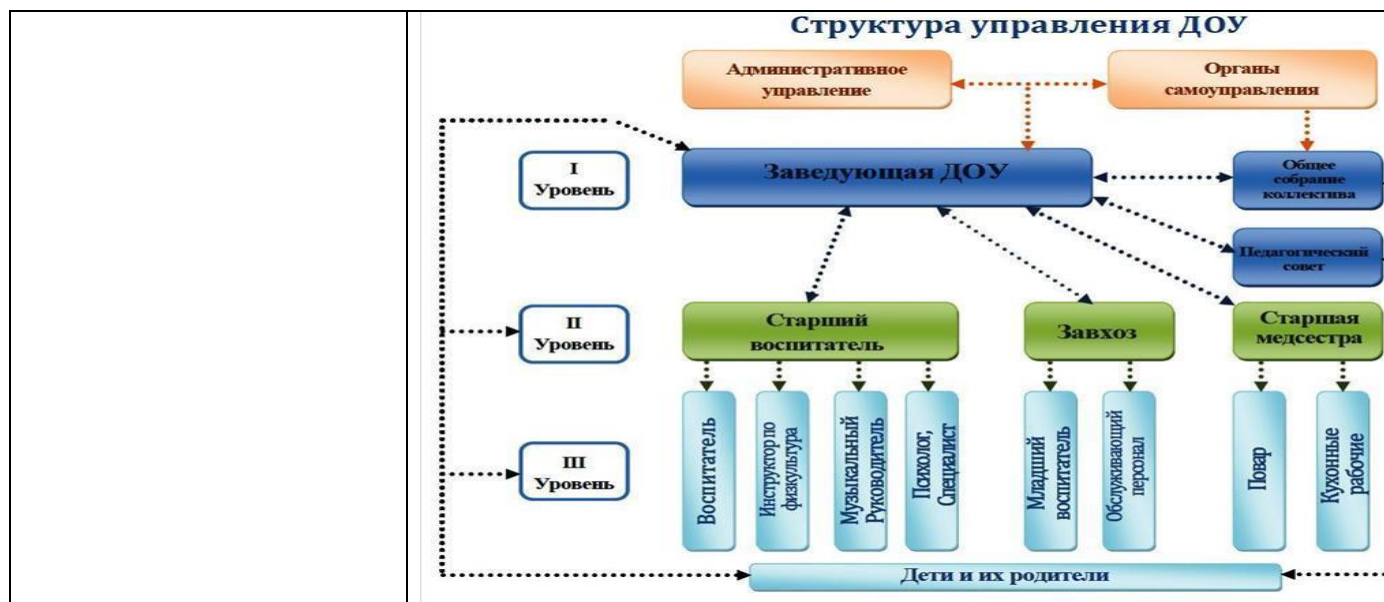 Структура управления ДОУ
Административное
управление
Органы
самоуправления
I
Уровень
Заведующая ДОУ
Общее
собрание
коллектива
Педагогический
совет
II
Уровень
Старший
воспитатель
Завхоз
Старшая
медсестра
III
Уровень
Воспитатель
Инструктор по
физкультура
Музыкальный
Руководитель
Психолог,
Специалист
Младший
воспитатель
Обслуживающий
персонал
Повар
Кухонные
рабочие
Дети и их родители